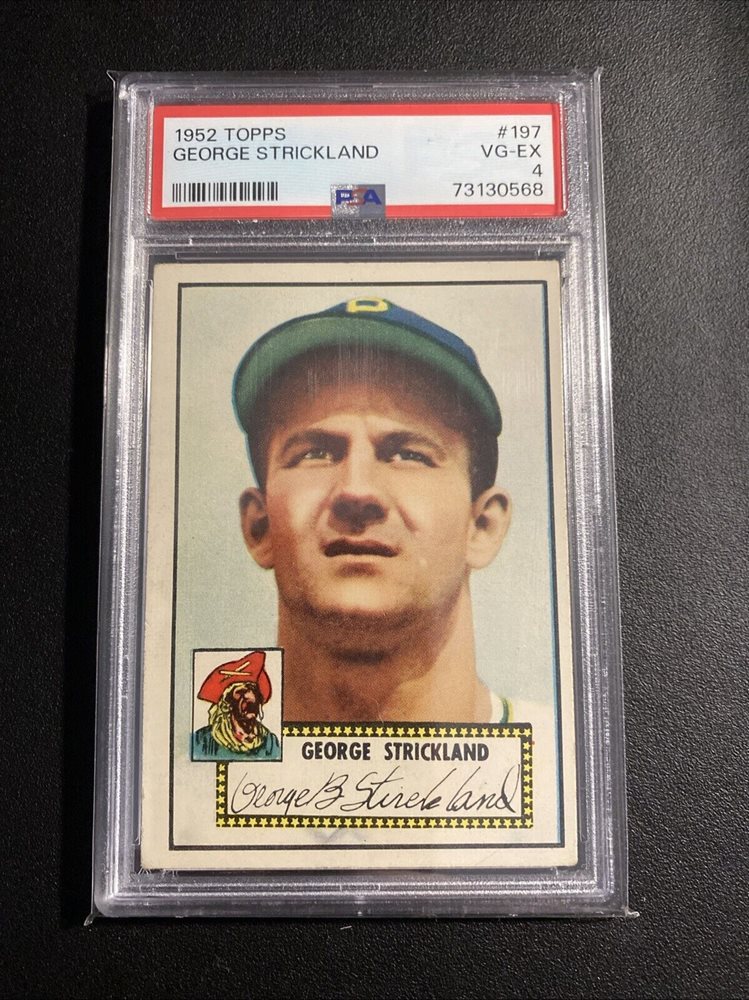 1952 TOPPS #197
GEORGE STRICKLAND VG-EX
4
PSA 73130568
P
GEORGE STRICKLAND
George B Strickland